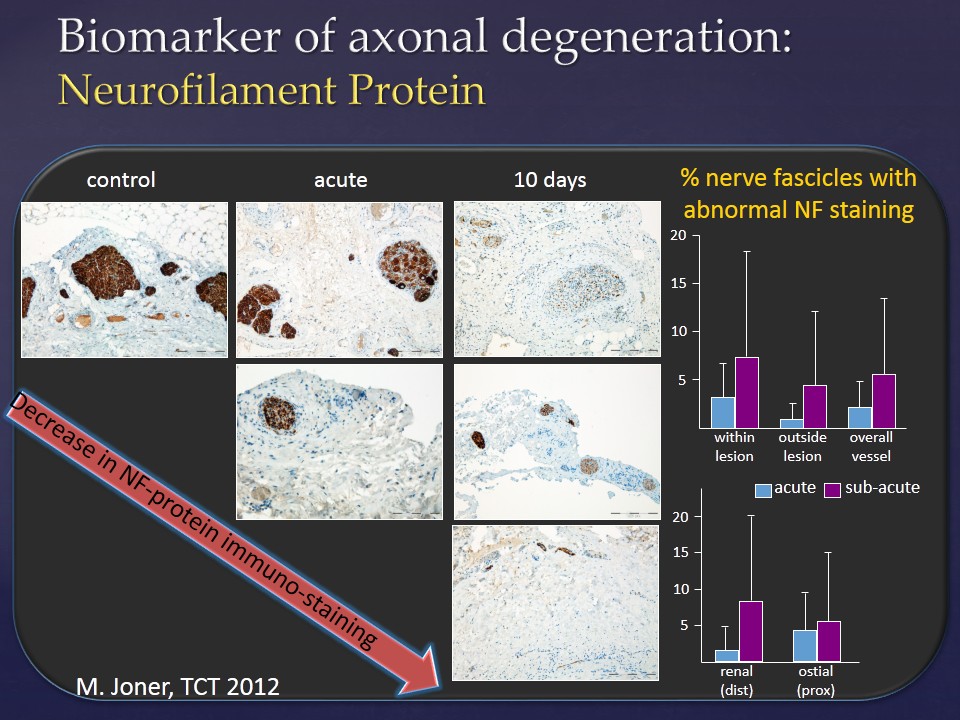 Biomarker of axonal degeneration:
Neurofilament Protein
control
acute
10 days
Decrease in NF-protein immuno-staining
M. Joner, TCT 2012
% nerve fascicles with
abnormal NF staining
20
15
10
5
within
lesion
outside
lesion
overall
vessel
acute
sub-acute
20
15
10
5
renal
(dist)
ostial
(prox)